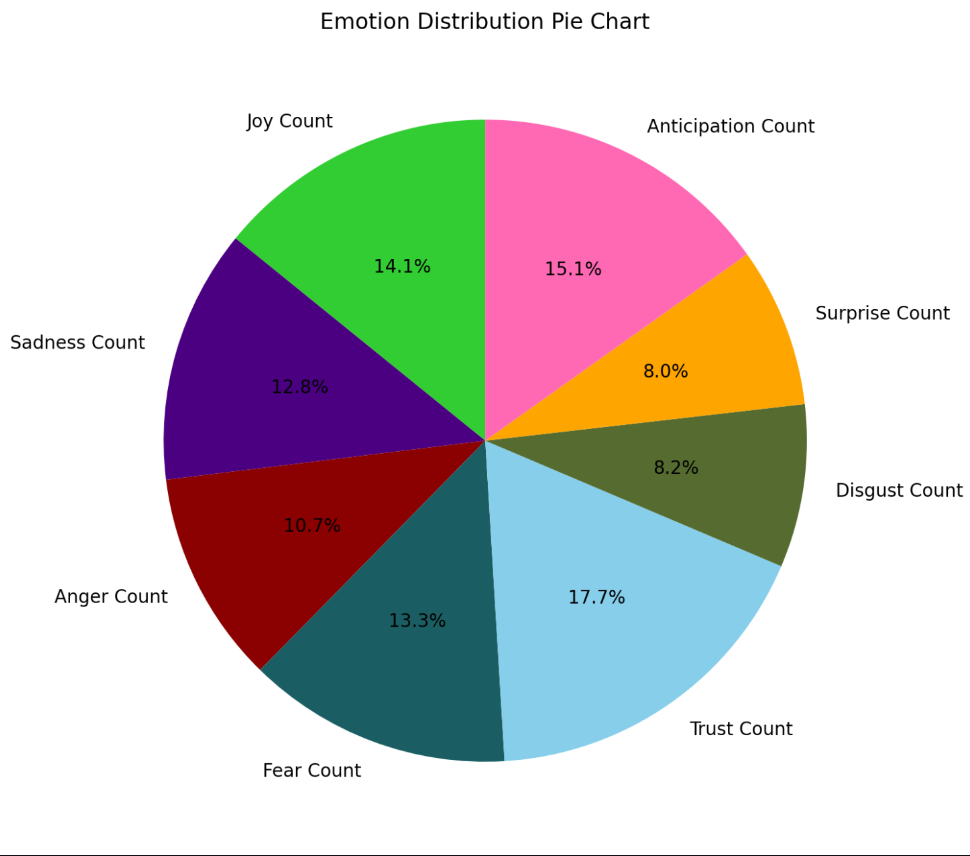 Emotion Distribution Pie Chart
Joy Count
Anticipation Count
14.1%
15.1%
Surprise Count
Sadness Count
8.0%
12.8%
8.2%
Disgust Count
10.7%
Anger Count
17.7%
13.3%
Trust Count
Fear Count